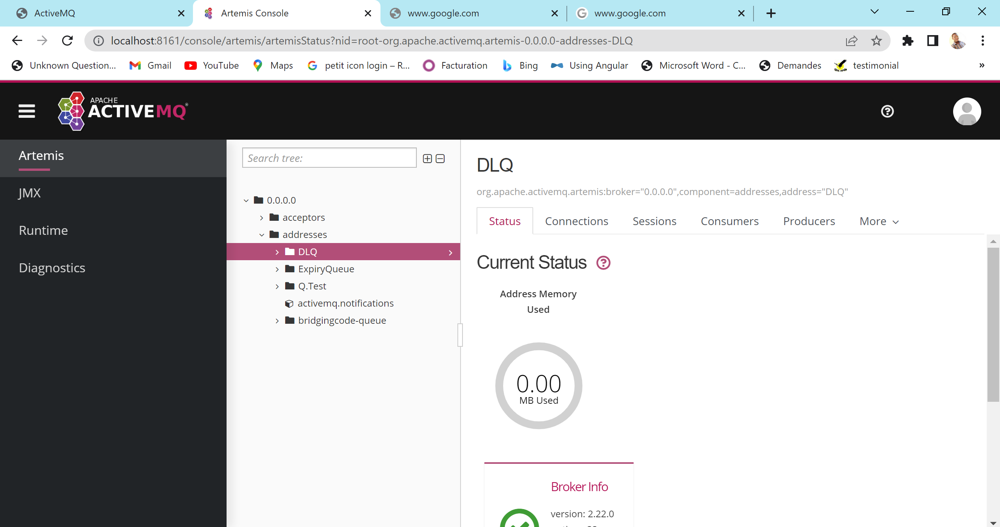 ActiveMQ
Artemis Console
www.google.com
www.google.com
localhost:8161/console/artemis/artemisStatus?nid=root-org.apache.activemq.artemis-0.0.0.0-addresses-DLQ
Unknown Question...
Gmail
YouTube
Maps
petit icon login – R...
Facturation
Bing
Using Angular
Microsoft Word - C...
Demandes
testimonial
»
APACHE
ACTIVEMQ®
Artemis
JMX
Runtime
Diagnostics
Search tree:
0.0.0.0
acceptors
addresses
DLQ
ExpiryQueue
Q.Test
activemq.notifications
bridgingcode-queue
DLQ
org.apache.activemq.artemis:broker="0.0.0.0",component=addresses,address="DLQ"
Status
Connections
Sessions
Consumers
Producers
More
Current Status
Address Memory
Used
0.00
MB Used
Broker Info
version: 2.22.0